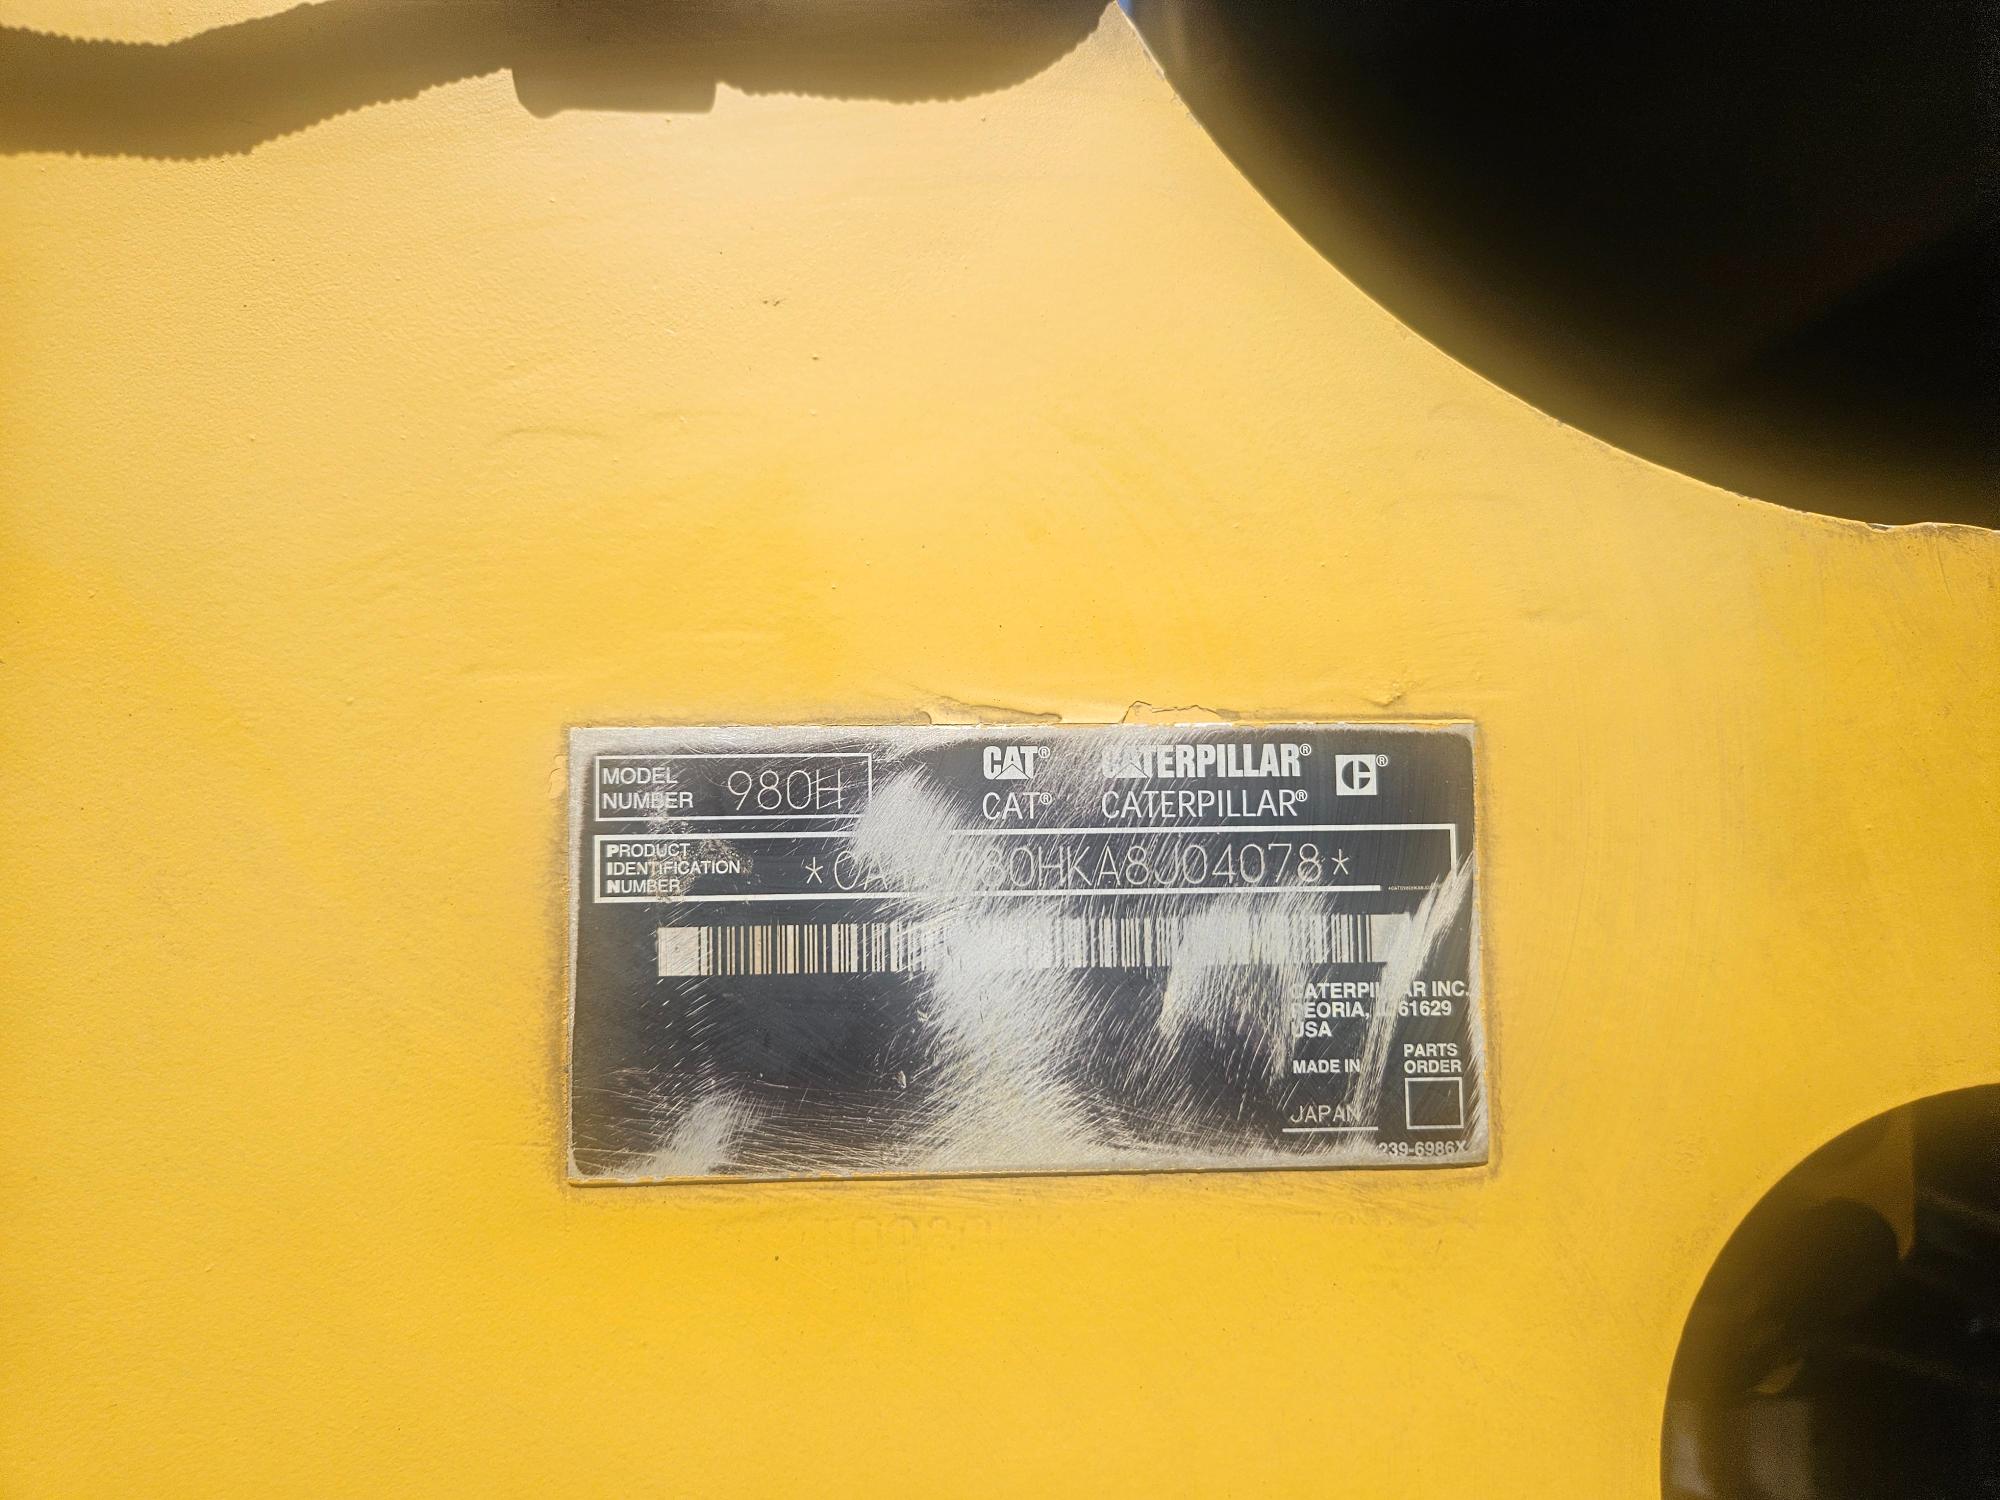 MODEL
NUMBER 980H
CAT® CATERPILLAR®
CAT® CATERPILLAR®
PRODUCT
IDENTIFICATION
NUMBER
CATERPILLAR INC.
PEORIA, 61629
USA
MADE IN
JAPAN
PARTS
ORDER
239-6986X